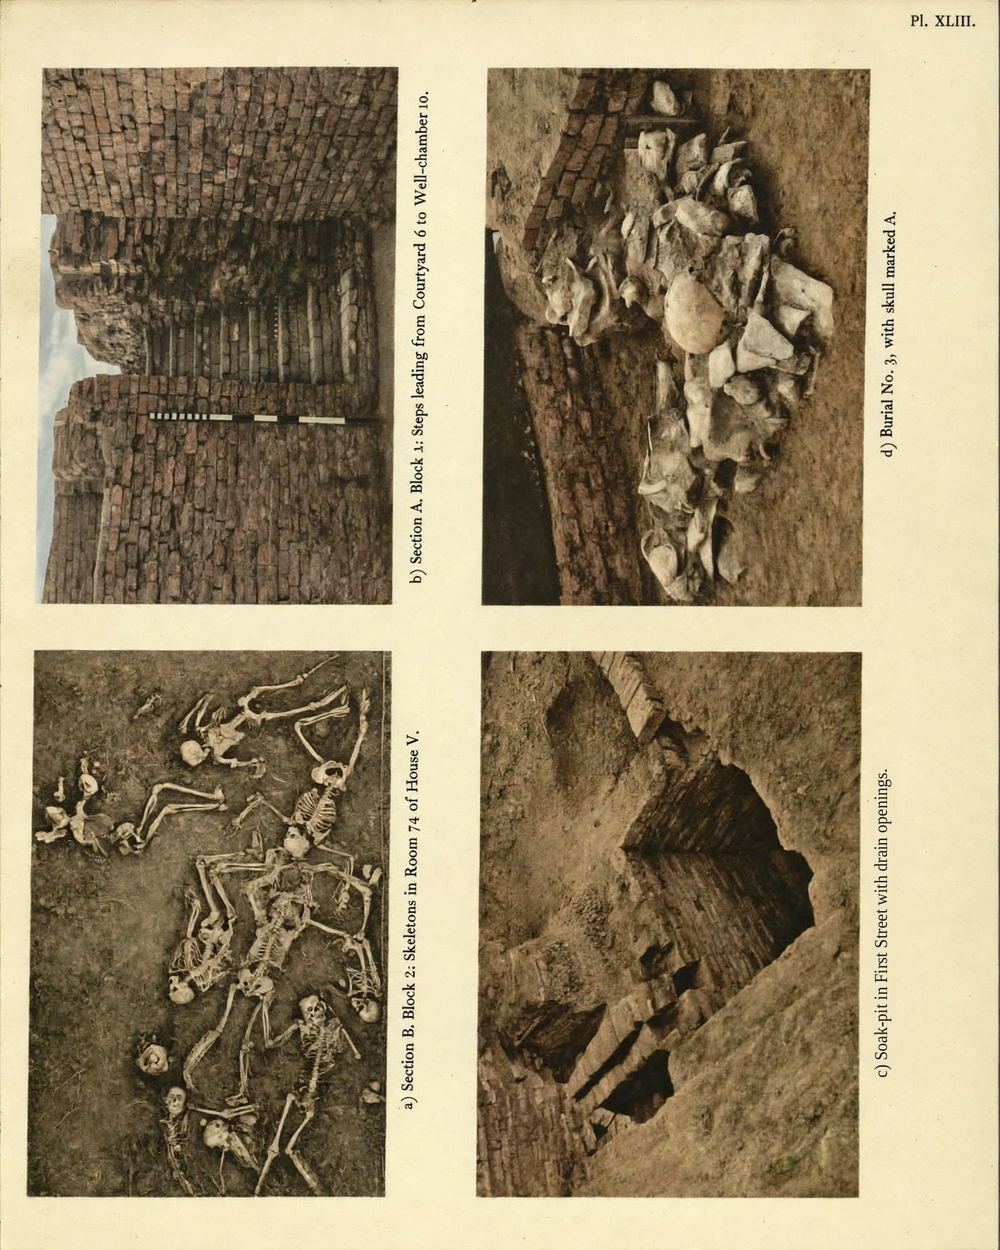 Pl. XLIII.
a) Section B, Block 2: Skeletons in Room 74 of House V.
b) Section A, Block 1: Steps leading from Courtyard 6 to Well-chamber 10.
c) Soak-pit in First Street with drain openings.
d) Burial No. 3, with skull marked A.